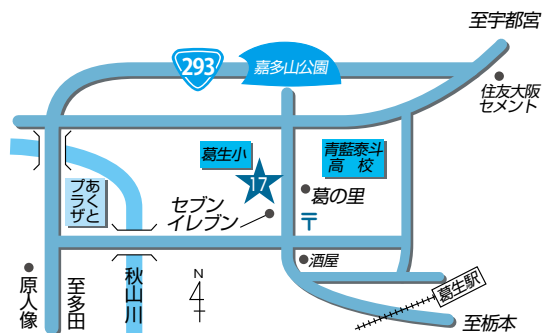 至宇都宮
293
嘉多山公園
住友大阪
セメント
葛生小
青藍泰斗
高 校
17
葛の里
あくと
プラザ
セブン
イレブン
〒
酒屋
N
4
葛生駅
原人像
至多田
秋山川
至栃木